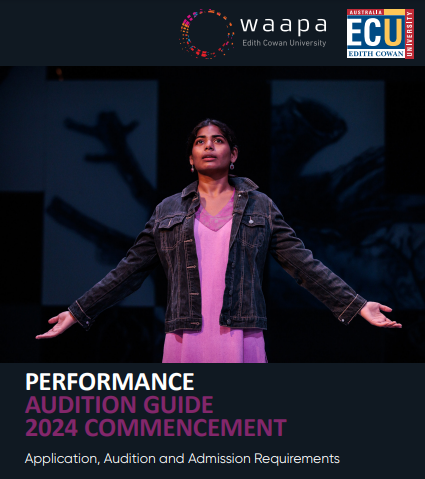 waapa
Edith Cowan University
AUSTRALIA
ECU
EDITH COWAN
UNIVERSITY
PERFORMANCE
AUDITION GUIDE
2024 COMMENCEMENT
Application, Audition and Admission Requirements